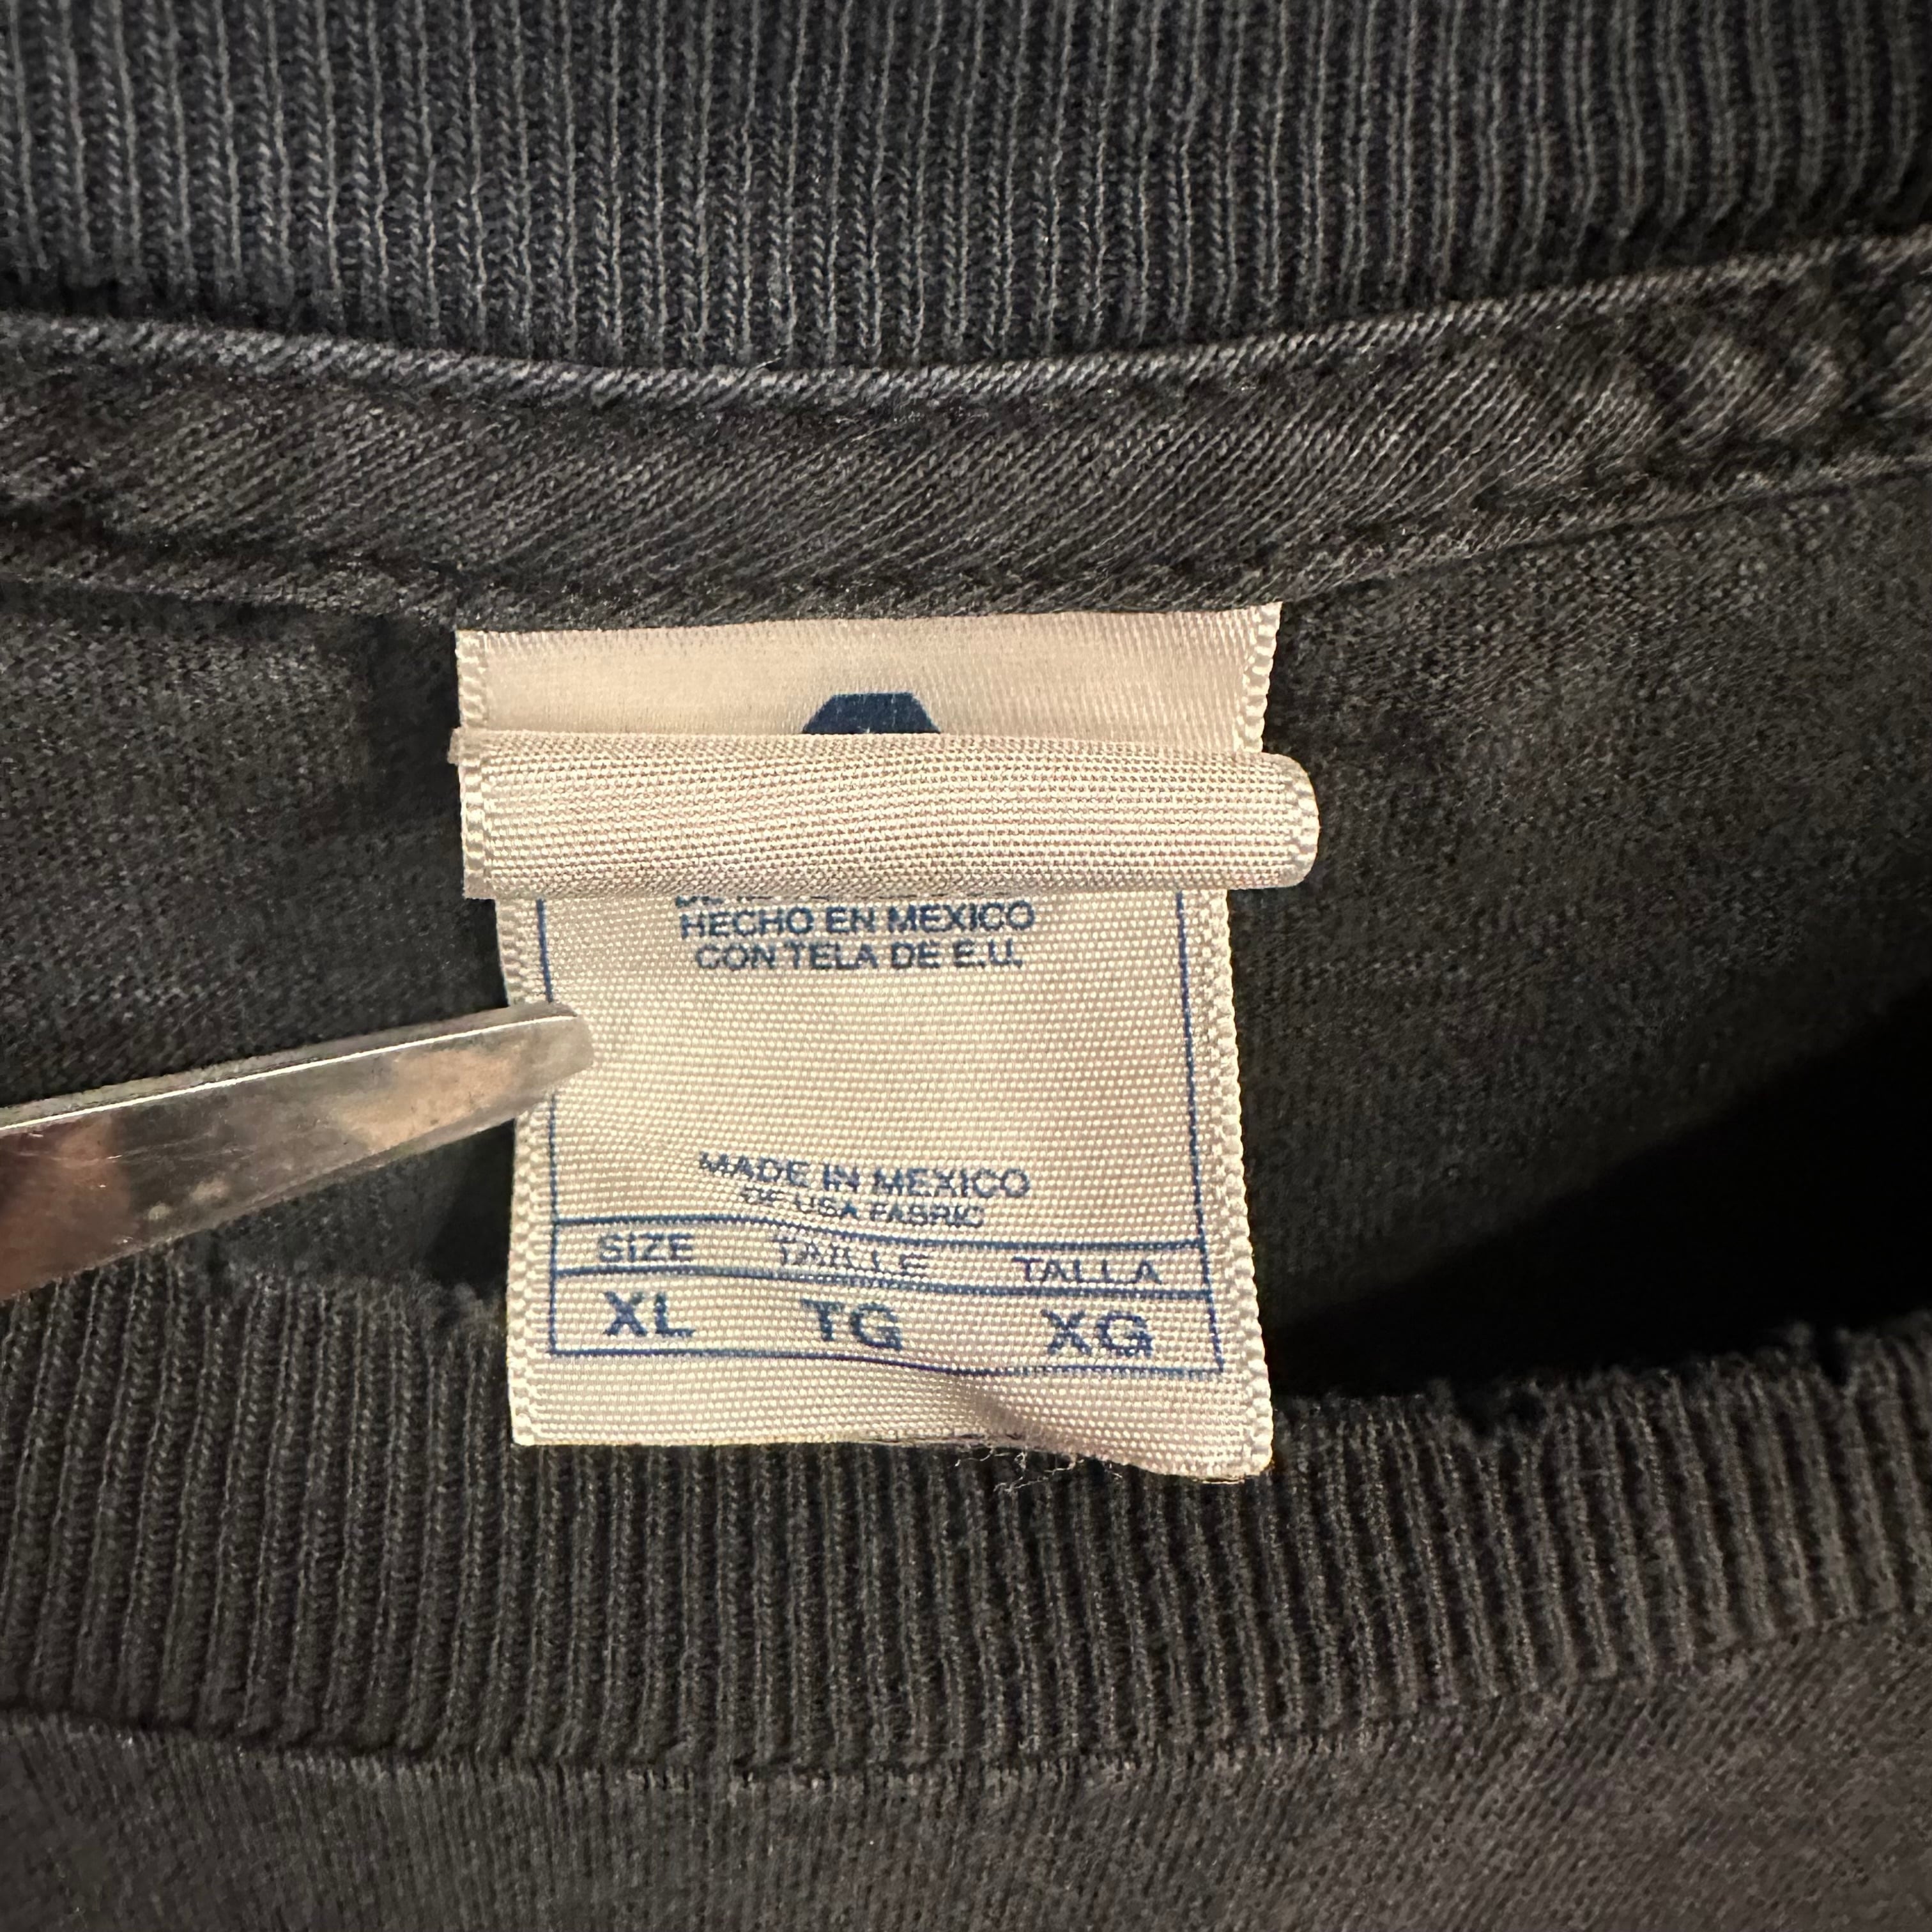 HECHO EN MEXICO
CON TELA DE E.U.
MADE IN MEXICO
OF USA FABRIC
SIZE TAILLE TALLA
XL TG XG